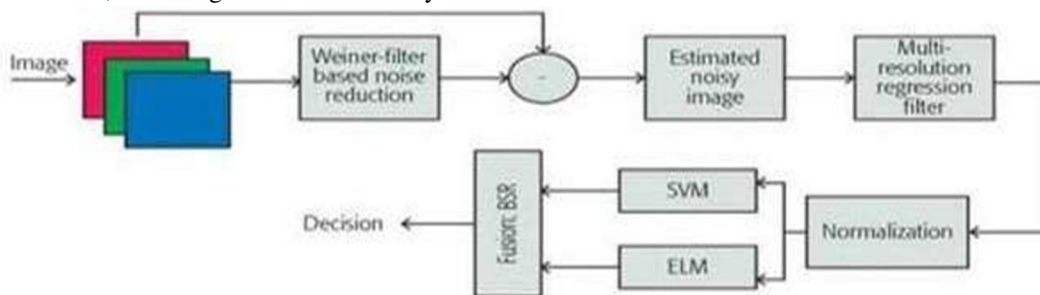 Image
Weiner-filter
based noise
reduction
-
Estimated
noisy
image
Multi-
resolution
regression
filter
Fusion: BSR
SVM
ELM
Normalization
Decision